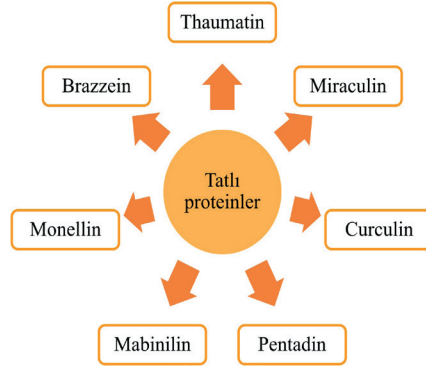 Thaumatin
Brazzein
Miraculin
Tatlı
proteinler
Monellin
Curculin
Mabinilin
Pentadin